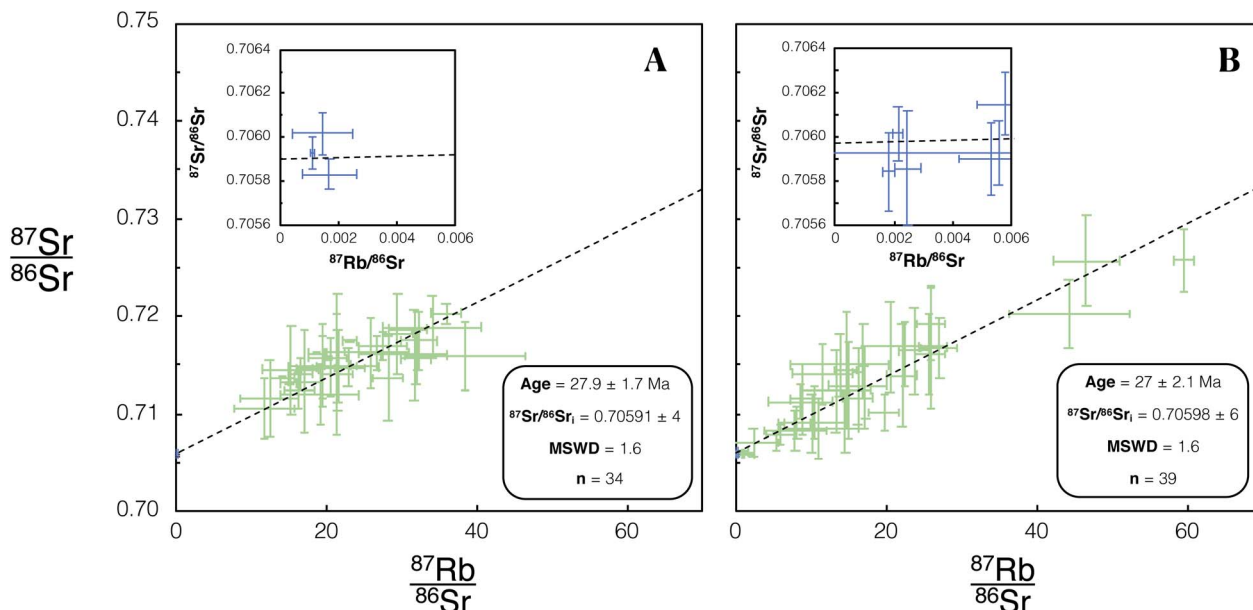 A
0.75
0.74
0.73
0.72
0.71
0.70
⁸⁷Sr
⁸⁶Sr
0.7064
0.7062
0.7060
0.7058
0.7056
⁸⁷Sr/⁸⁶Sr
0
0.002
0.004
0.006
⁸⁷Rb/⁸⁶Sr
Age = 27.9 ± 1.7 Ma
⁸⁷Sr/⁸⁶Srᵢ = 0.70591 ± 4
MSWD = 1.6
n = 34
0
20
40
60
⁸⁷Rb
⁸⁶Sr
B
0.7064
0.7062
0.7060
0.7058
0.7056
⁸⁷Sr/⁸⁶Sr
0
0.002
0.004
0.006
⁸⁷Rb/⁸⁶Sr
Age = 27 ± 2.1 Ma
⁸⁷Sr/⁸⁶Srᵢ = 0.70598 ± 6
MSWD = 1.6
n = 39
0
20
40
60
⁸⁷Rb
⁸⁶Sr